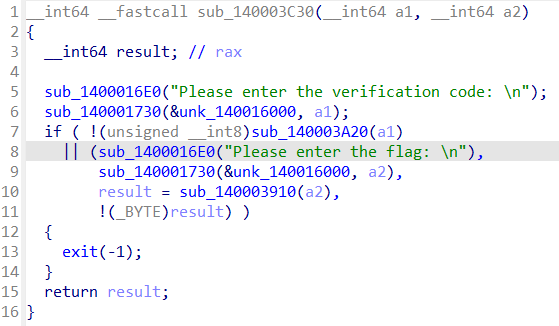 1 __int64 __fastcall sub_140003C30(__int64 a1, __int64 a2)
2 {
3   __int64 result; // rax
4
5   sub_1400016E0("Please enter the verification code: \n");
6   sub_140001730(&unk_140016000, a1);
7   if ( !(unsigned __int8)sub_140003A20(a1)
8     || (sub_1400016E0("Please enter the flag: \n"),
9         sub_140001730(&unk_140016000, a2),
10         result = sub_140003910(a2),
11         !(_BYTE)result) )
12   {
13     exit(-1);
14   }
15   return result;
16 }